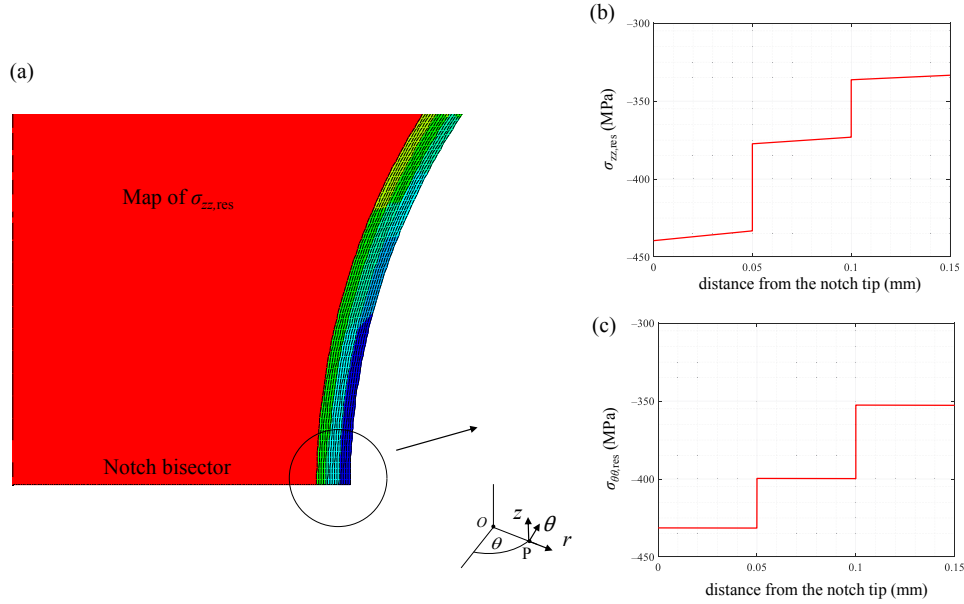 (a)
Map of σzz,res
Notch bisector
O
z
θ
θ
P
r
(b)
−300
−350
−400
−450
σzz,res (MPa)
0
0.05
0.1
0.15
distance from the notch tip (mm)
(c)
−300
−350
−400
−450
σθθ,res (MPa)
0
0.05
0.1
0.15
distance from the notch tip (mm)